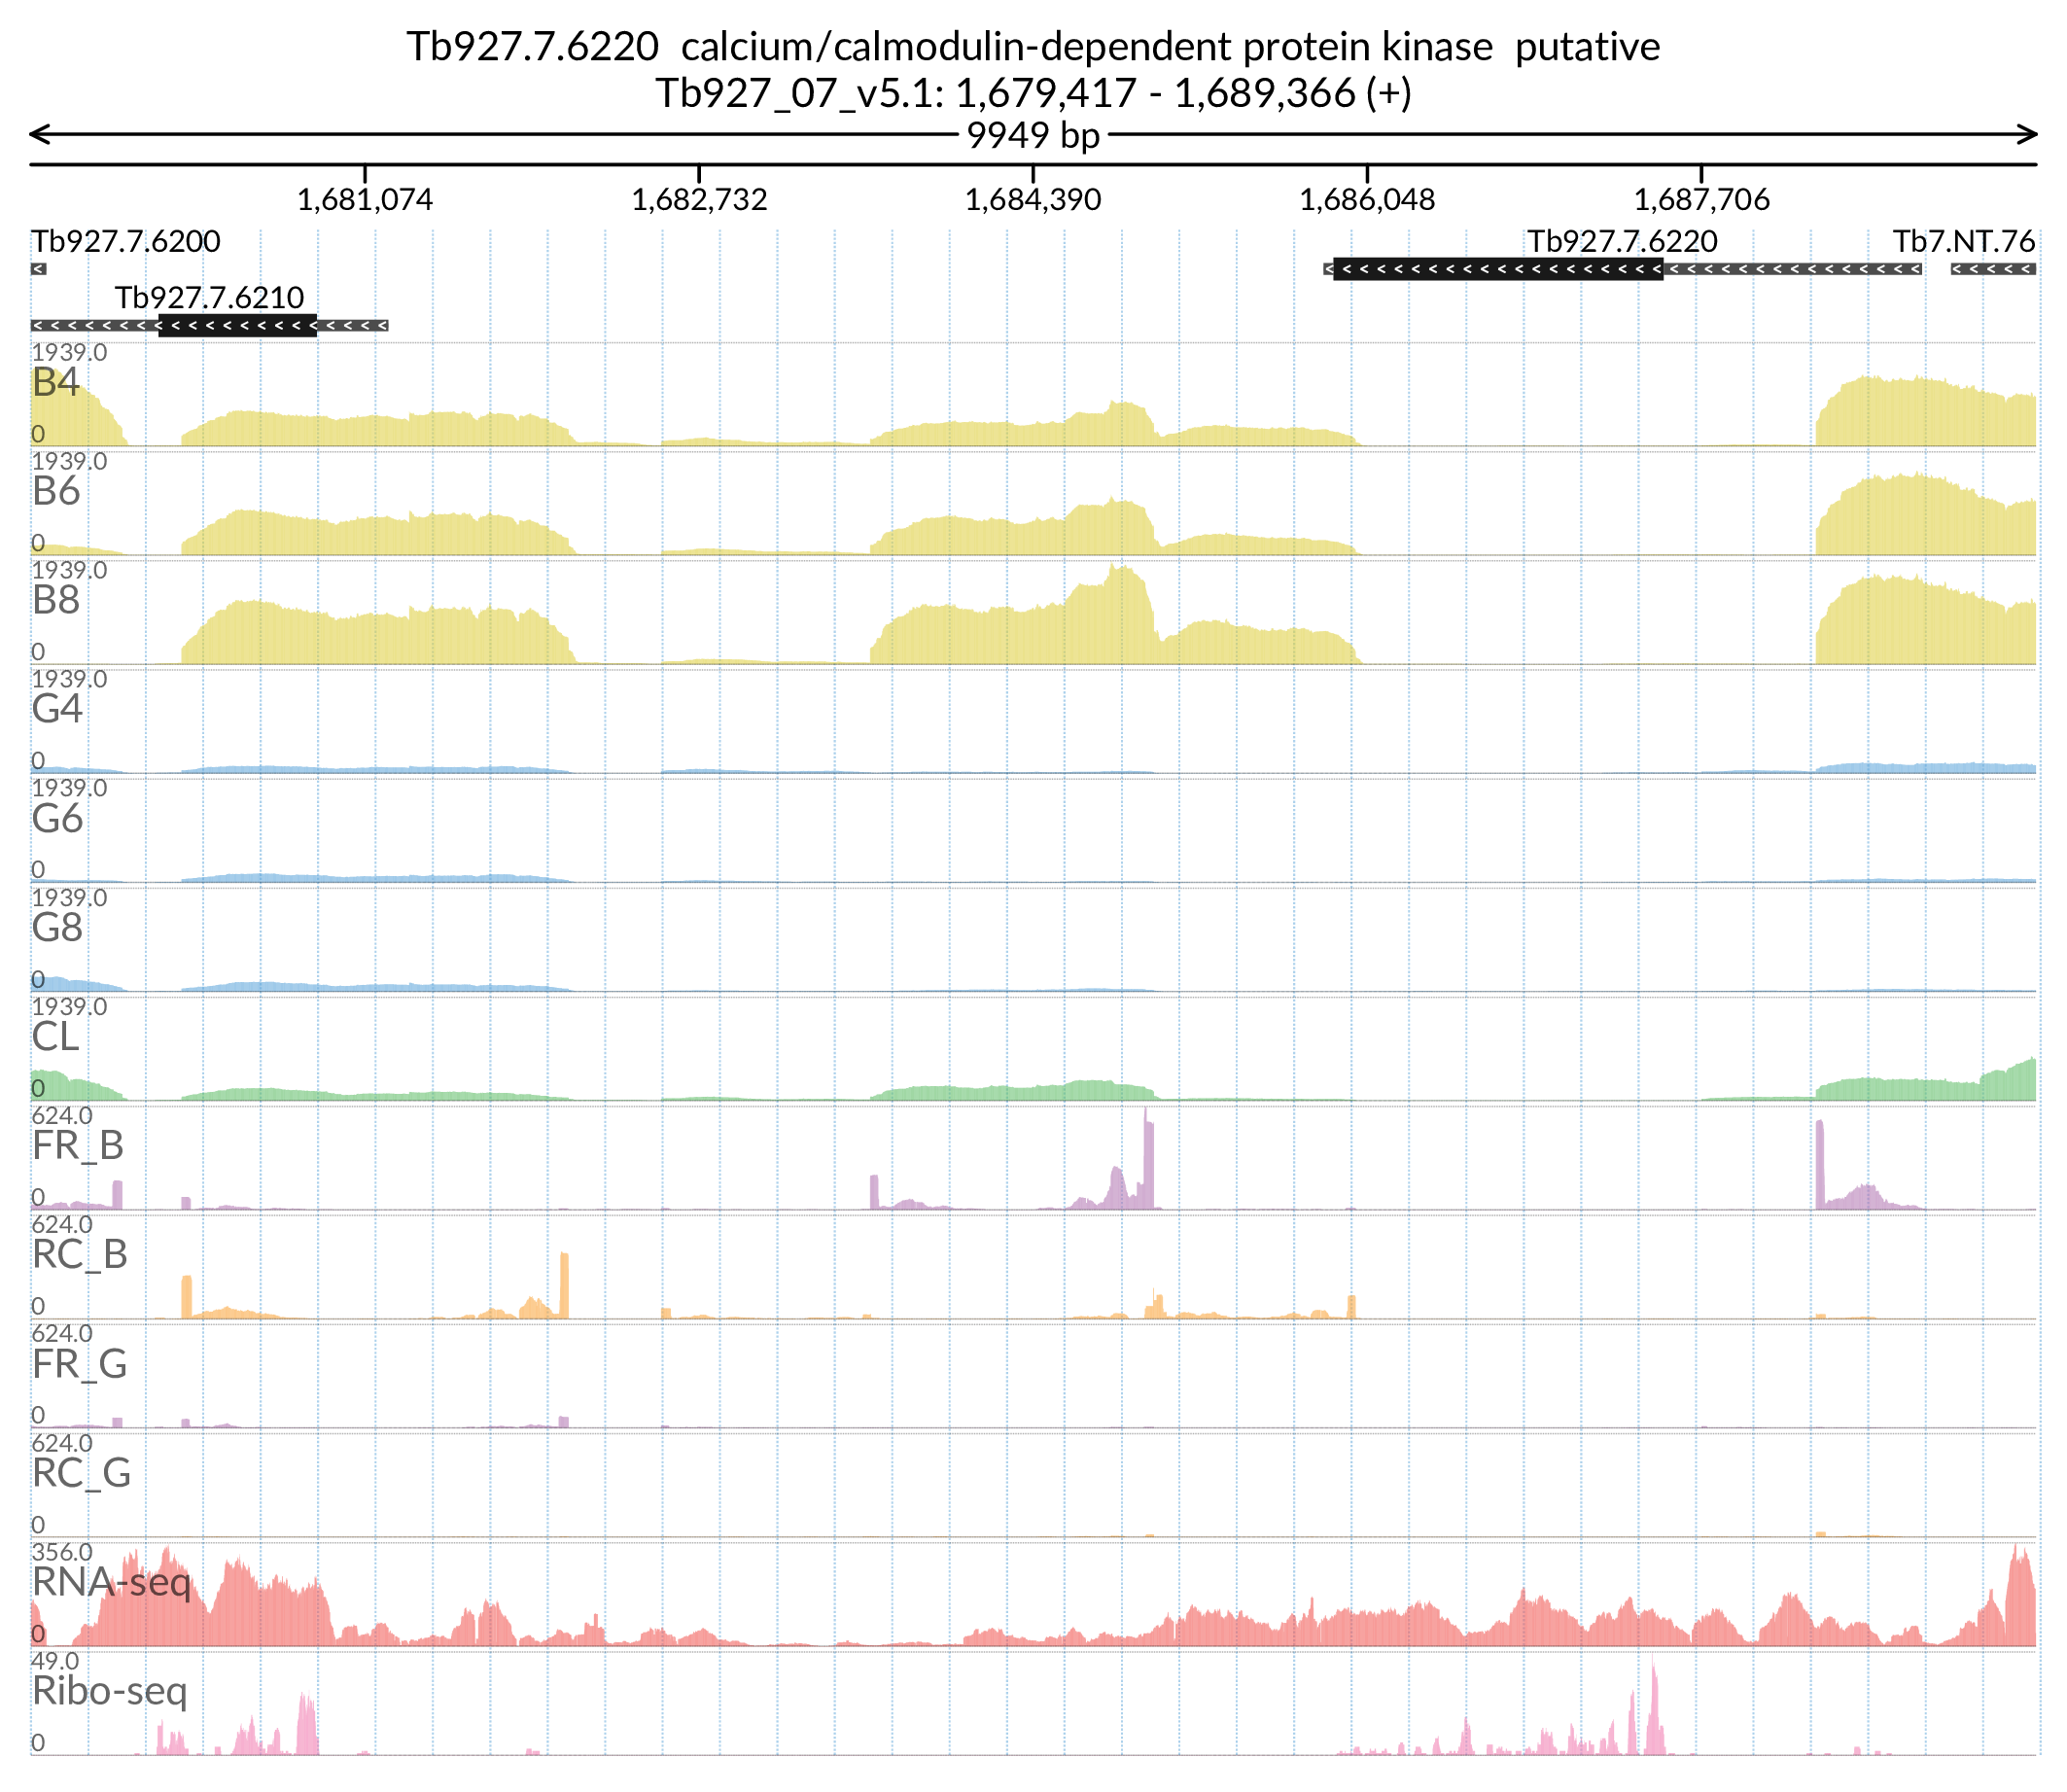 Tb927.7.6220  calcium/calmodulin-dependent protein kinase  putative
Tb927_07_v5.1: 1,679,417 - 1,689,366 (+)
9949 bp
1,681,074 1,682,732 1,684,390 1,686,048 1,687,706
Tb927.7.6200 Tb927.7.6220 Tb7.NT.76
Tb927.7.6210
1939.0
B4
0
1939.0
B6
0
1939.0
B8
0
1939.0
G4
0
1939.0
G6
0
1939.0
G8
0
1939.0
CL
0
624.0
FR_B
0
624.0
RC_B
0
624.0
FR_G
0
624.0
RC_G
0
356.0
RNA-seq
0
49.0
Ribo-seq
0